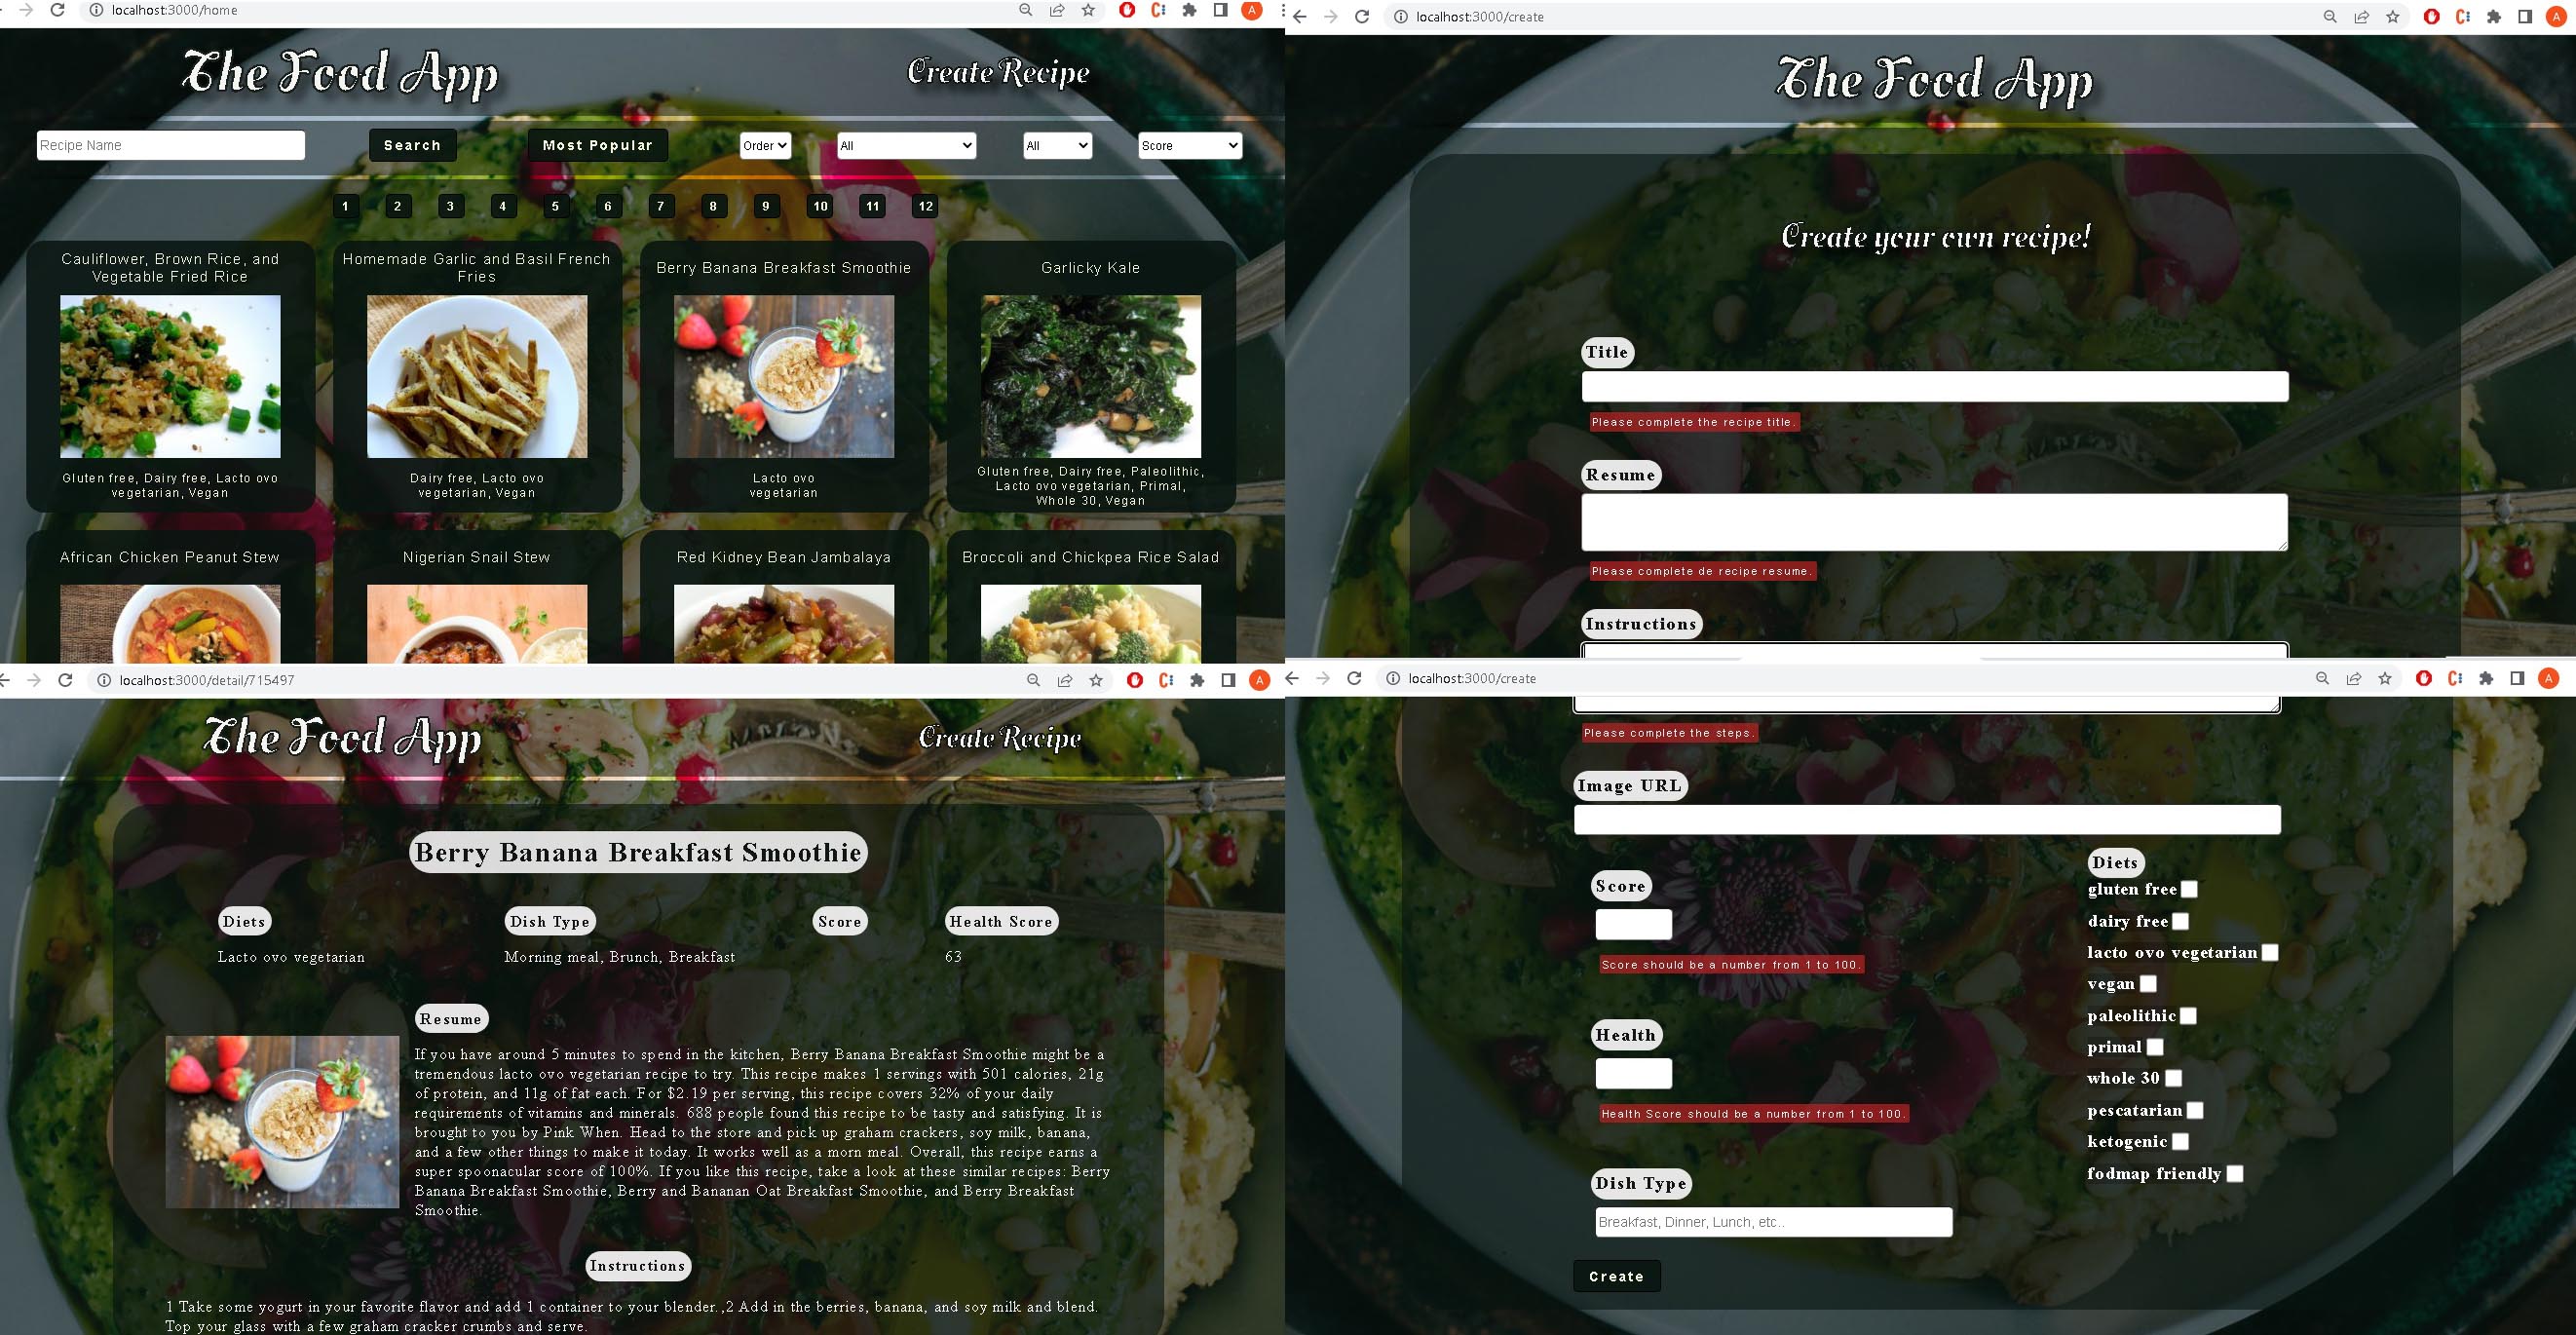 localhost:3000/home
A
The Food App
Create Recipe
Recipe Name
Search
Most Popular
Order
All
All
Score
1 2 3 4 5 6 7 8 9 10 11 12
Cauliflower, Brown Rice, and
Vegetable Fried Rice
Gluten free, Dairy free, Lacto ovo
vegetarian, Vegan
Homemade Garlic and Basil French
Fries
Dairy free, Lacto ovo
vegetarian, Vegan
Berry Banana Breakfast Smoothie
Lacto ovo
vegetarian
Garlicky Kale
Gluten free, Dairy free, Paleolithic,
Lacto ovo vegetarian, Primal,
Whole 30, Vegan
African Chicken Peanut Stew
Nigerian Snail Stew
Red Kidney Bean Jambalaya
Broccoli and Chickpea Rice Salad
localhost:3000/create
A
The Food App
Create your own recipe!
Title
Please complete the recipe title.
Resume
Please complete de recipe resume.
Instructions
localhost:3000/detail/715497
A
The Food App
Create Recipe
Berry Banana Breakfast Smoothie
Diets
Lacto ovo vegetarian
Dish Type
Morning meal, Brunch, Breakfast
Score
Health Score
63
Resume
If you have around 5 minutes to spend in the kitchen, Berry Banana Breakfast Smoothie might be a
tremendous lacto ovo vegetarian recipe to try. This recipe makes 1 servings with 501 calories, 21g
of protein, and 11g of fat each. For $2.19 per serving, this recipe covers 32% of your daily
requirements of vitamins and minerals. 688 people found this recipe to be tasty and satisfying. It is
brought to you by Pink When. Head to the store and pick up graham crackers, soy milk, banana,
and a few other things to make it today. It works well as a morn meal. Overall, this recipe earns a
super spoonacular score of 100%. If you like this recipe, take a look at these similar recipes: Berry
Banana Breakfast Smoothie, Berry and Bananan Oat Breakfast Smoothie, and Berry Breakfast
Smoothie.
Instructions
1 Take some yogurt in your favorite flavor and add 1 container to your blender.,2 Add in the berries, banana, and soy milk and blend.
Top your glass with a few graham cracker crumbs and serve.
localhost:3000/create
A
Please complete the steps.
Image URL
Score
Score should be a number from 1 to 100.
Health
Health Score should be a number from 1 to 100.
Dish Type
Breakfast, Dinner, Lunch, etc..
Create
Diets
gluten free
dairy free
lacto ovo vegetarian
vegan
paleolithic
primal
whole 30
pescatarian
ketogenic
fodmap friendly